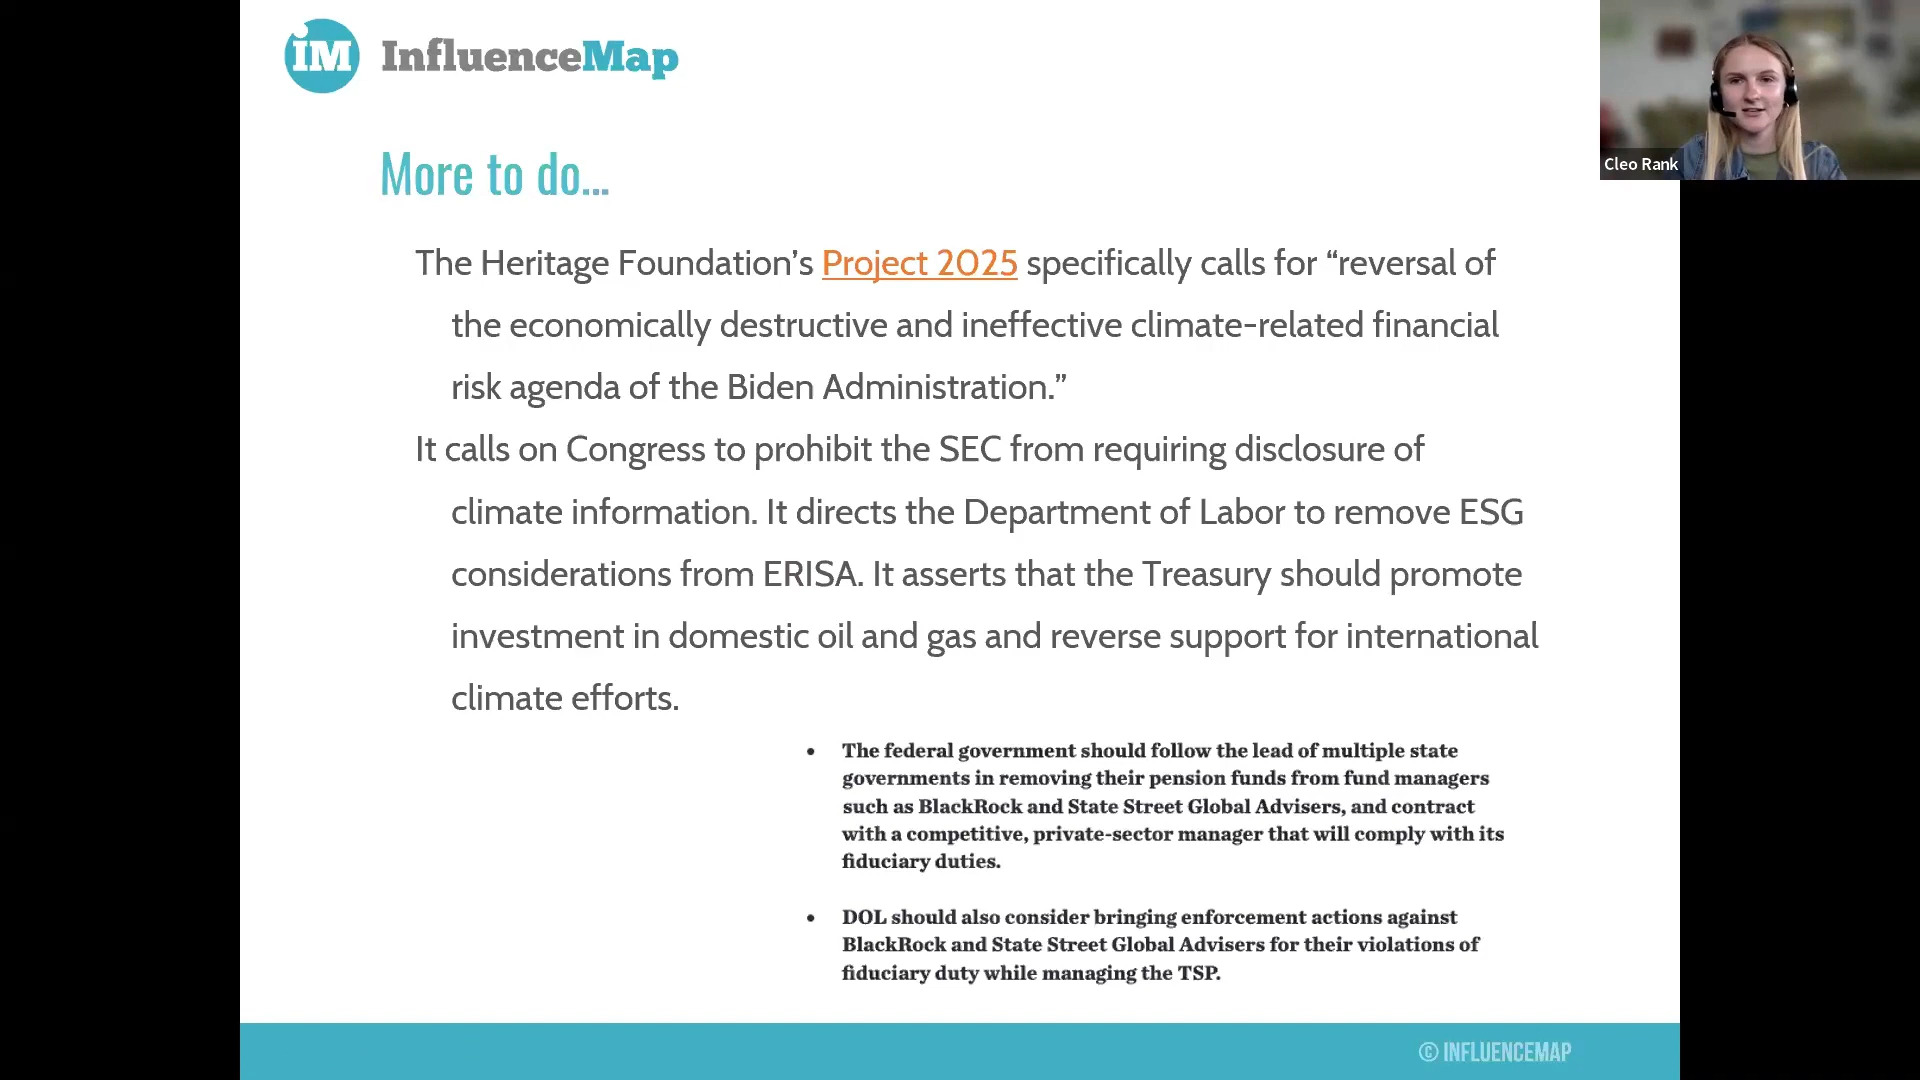 iM InfluenceMap
Cleo Rank
More to do...
The Heritage Foundation’s Project 2025 specifically calls for “reversal of
the economically destructive and ineffective climate-related financial
risk agenda of the Biden Administration.”
It calls on Congress to prohibit the SEC from requiring disclosure of
climate information. It directs the Department of Labor to remove ESG
considerations from ERISA. It asserts that the Treasury should promote
investment in domestic oil and gas and reverse support for international
climate efforts.
• The federal government should follow the lead of multiple state
governments in removing their pension funds from fund managers
such as BlackRock and State Street Global Advisers, and contract
with a competitive, private-sector manager that will comply with its
fiduciary duties.
• DOL should also consider bringing enforcement actions against
BlackRock and State Street Global Advisers for their violations of
fiduciary duty while managing the TSP.
© INFLUENCEMAP